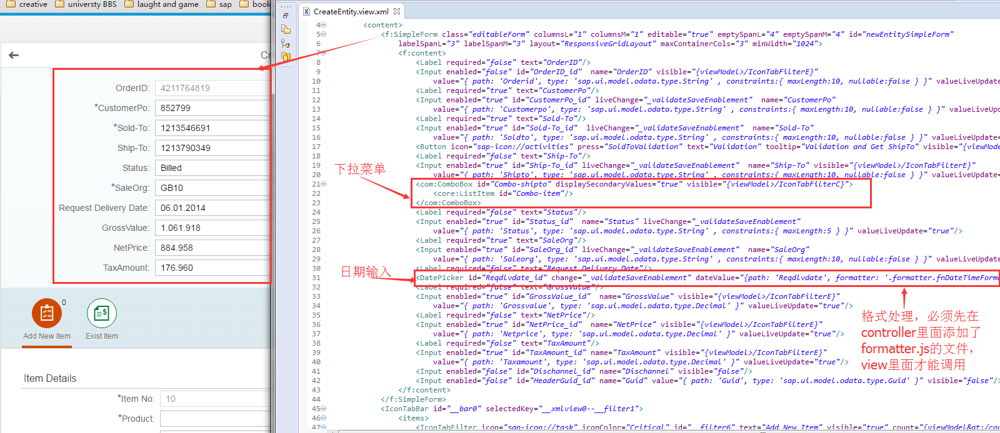 creative
universty BBS
laught and game
sap
book
Cr
OrderID: 4211764819
*CustomerPo: 852799
*Sold-To: 1213546691
Ship-To: 1213790349
Status: Billed
*SaleOrg: GB10
Request Delivery Date: 06.01.2014
GrossValue: 1.061.918
NetPrice: 884.958
TaxAmount: 176.960
0
Add New Item
Exist Item
Item Details
*Item No: 10
*Product:
CreateEntity.view.xml
4 <content>
5 <f:SimpleForm class="editableForm" columnsL="1" columnsM="1" editable="true" emptySpanL="4" emptySpanM="4" id="newEntitySimpleForm"
6 labelSpanL="3" labelSpanM="3" layout="ResponsiveGridLayout" maxContainerCols="3" minWidth="1024">
7 <f:content>
8 <Label required="false" text="OrderID"/>
9 <Input enabled="false" id="OrderID_id" name="OrderID" visible="{viewModel>/IconTabFilterE}"
10 value="{ path: 'Orderid', type: 'sap.ui.model.odata.type.String' , constraints:{ maxLength:10, nullable:false } }" valueLiveUpdate
11 <Label required="true" text="CustomerPo"/>
12 <Input enabled="true" id="CustomerPo_id" liveChange="_validateSaveEnablement" name="CustomerPo"
13 value="{ path: 'Customerpo', type: 'sap.ui.model.odata.type.String' , constraints:{ maxLength:10, nullable:false } }" valueLiveUpd
14 <Label required="true" text="Sold-To"/>
15 <Input enabled="true" id="Sold-To_id" liveChange="_validateSaveEnablement" name="Sold-To"
16 value="{ path: 'Soldto', type: 'sap.ui.model.odata.type.String' , constraints:{ maxLength:10, nullable:false } }" valueLiveUpdate=
17 <Button icon="sap-icon://activities" press="SoldToValidation" text="Validation" tooltip="Validation and Get ShipTo" visible="{viewMo
18 <Label required="false" text="Ship-To"/>
19 <Input enabled="true" id="Ship-To_id" liveChange="_validateSaveEnablement" name="Ship-To" visible="{viewModel>/IconTabFilterE}"
20 value="{ path: 'Shipto', type: 'sap.ui.model.odata.type.String' , constraints:{ maxLength:10, nullable:false } }" valueLiveUpdate=
21 <com:ComboBox id="Combo-shipto" displaySecondaryValues="true" visible="{viewModel>/IconTabFilterC}">
22 <core:ListItem id="Combo-item"/>
23 </com:ComboBox>
24 <Label required="false" text="Status"/>
25 <Input enabled="true" id="Status_id" name="Status" liveChange="_validateSaveEnablement"
26 value="{ path: 'Status', type: 'sap.ui.model.odata.type.String' , constraints:{ maxLength:5 } }" valueLiveUpdate="true"/>
27 <Label required="true" text="SaleOrg"/>
28 <Input enabled="true" id="SaleOrg_id" liveChange="_validateSaveEnablement" name="SaleOrg"
29 value="{ path: 'Saleorg', type: 'sap.ui.model.odata.type.String' , constraints:{ maxLength:10, nullable:false } }" valueLiveUpdate
30 <Label required="false" text="Request Delivery Date"/>
31 <DatePicker id="Reqdlvdate_id" change="_validateSaveEnablement" dateValue="{path: 'Reqdlvdate', formatter: '.formatter.fnDateTimeForma
32 <Label required="false" text="GrossValue"/>
33 <Input enabled="true" id="GrossValue_id" name="GrossValue" visible="{viewModel>/IconTabFilterE}"
34 value="{ path: 'Grossvalue', type: 'sap.ui.model.odata.type.Decimal' }" valueLiveUpdate="true"/>
35 <Label required="false" text="NetPrice"/>
36 <Input enabled="true" id="NetPrice_id" name="NetPrice" visible="{viewModel>/IconTabFilterE}"
37 value="{ path: 'Netprice', type: 'sap.ui.model.odata.type.Decimal' }" valueLiveUpdate="true"/>
38 <Label required="false" text="TaxAmount"/>
39 <Input enabled="true" id="TaxAmount_id" name="TaxAmount" visible="{viewModel>/IconTabFilterE}"
40 value="{ path: 'Taxamount', type: 'sap.ui.model.odata.type.Decimal' }" valueLiveUpdate="true"/>
41 <Input enabled="false" id="Dischannel_id" name="Dischannel" visible="false"/>
42 <Input enabled="false" id="HeaderGuid_id" name="Guid" value="{ path: 'Guid', type: 'sap.ui.model.odata.type.Guid' }" visible="false"/>
43 </f:content>
44 </f:SimpleForm>
45 <IconTabBar id="__bar0" selectedKey="__xmlview0--__filter1">
46 <items>
47 <IconTabFilter icon="sap-icon://task" iconColor="Critical" id="__filter6" text="Add New Item" visible="true" count="{viewModel&gt;/coun
下拉菜单
日期输入
格式处理，必须先在
controller里面添加了
formatter.js的文件，
view里面才能调用